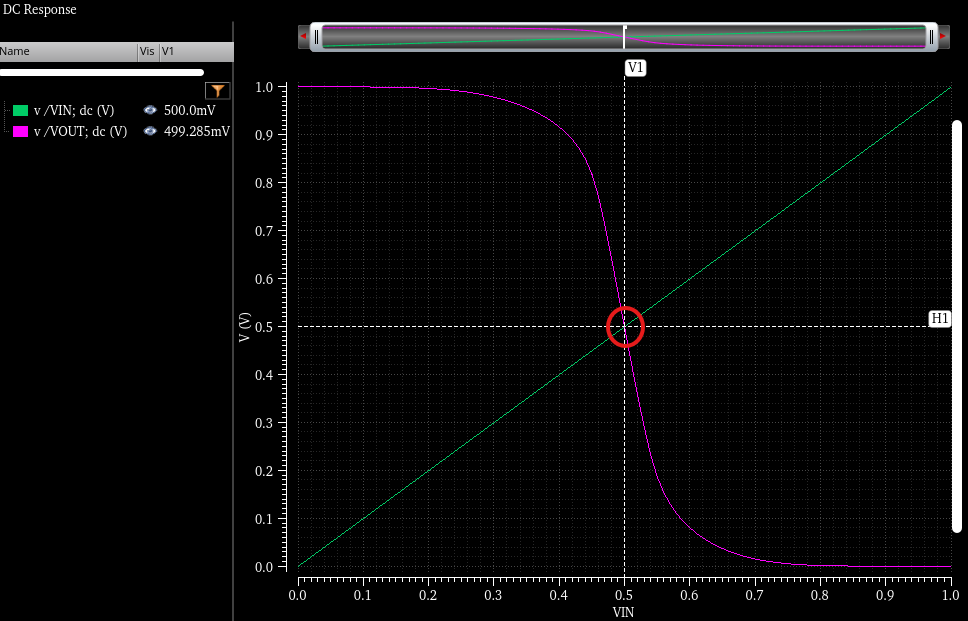 DC Response
Name Vis V1
v /VIN; dc (V) 500.0mV
v /VOUT; dc (V) 499.285mV
V1
H1
V (V)
1.0
0.9
0.8
0.7
0.6
0.5
0.4
0.3
0.2
0.1
0.0
0.0 0.1 0.2 0.3 0.4 0.5 0.6 0.7 0.8 0.9 1.0
VIN